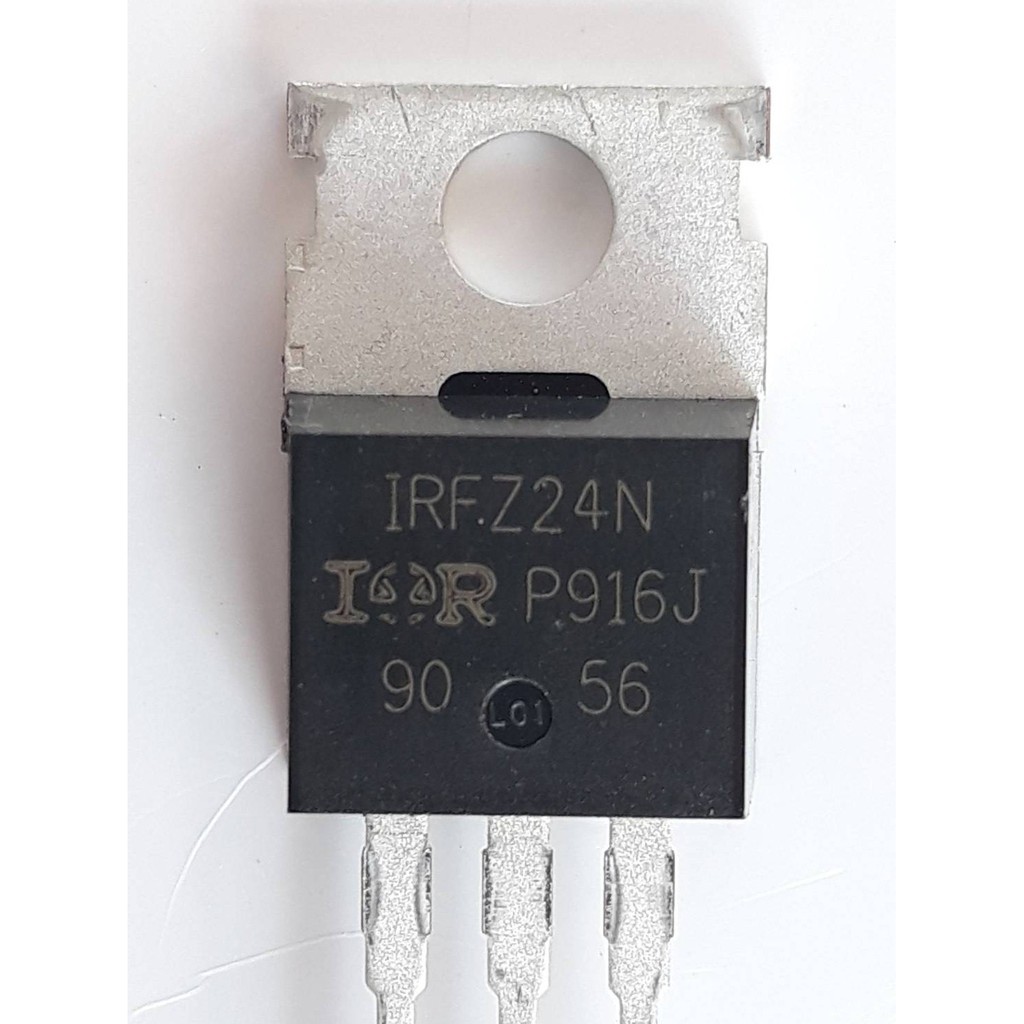 IRFZ24N
IOR P916J
90 56
L01